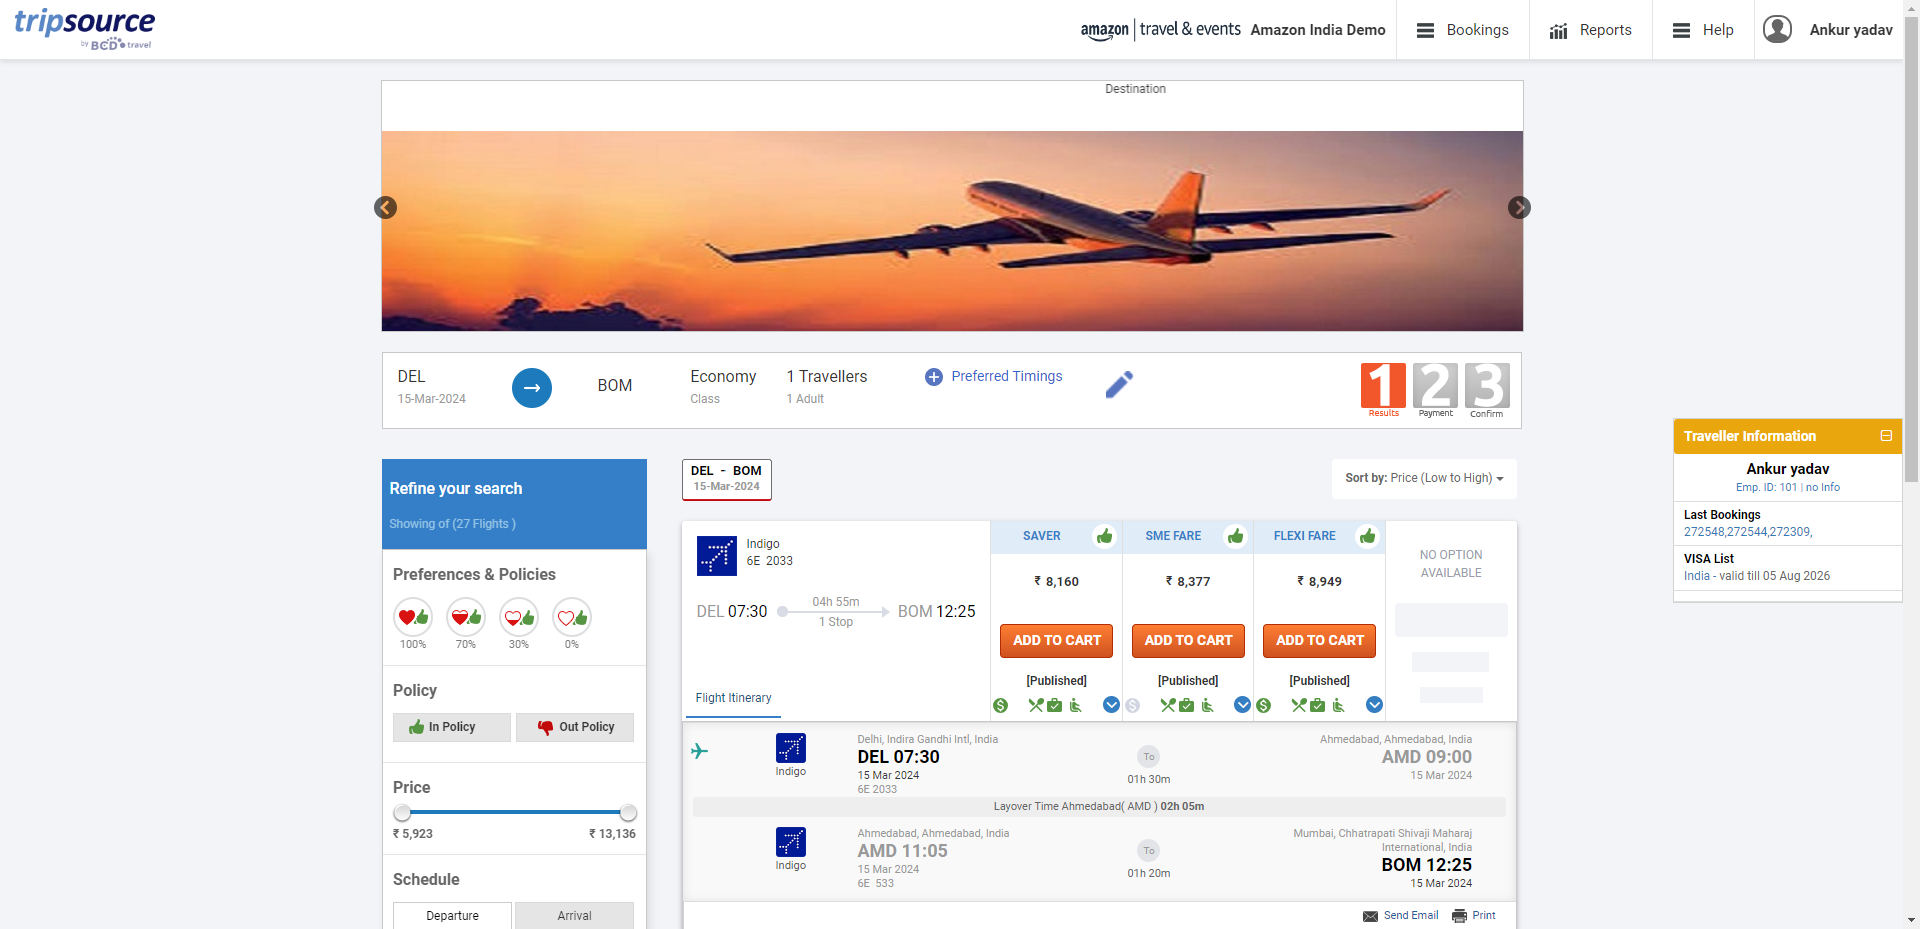 tripsource
by BCD travel
amazon | travel & events Amazon India Demo
Bookings
Reports
Help
Ankur yadav
Destination
DEL
15-Mar-2024
BOM
Economy
Class
1 Travellers
1 Adult
Preferred Timings
1 2 3
Results Payment Confirm
Traveller Information
Ankur yadav
Emp. ID: 101 | no Info
Last Bookings
272548,272544,272309,
VISA List
India - valid till 05 Aug 2026
Refine your search
Showing of (27 Flights )
Preferences & Policies
100% 70% 30% 0%
Policy
In Policy Out Policy
Price
₹ 5,923 ₹ 13,136
Schedule
Departure Arrival
DEL - BOM
15-Mar-2024
Sort by: Price (Low to High)
Indigo
6E 2033
DEL 07:30
04h 55m
1 Stop
BOM 12:25
Flight Itinerary
SAVER
₹ 8,160
ADD TO CART
[Published]
SME FARE
₹ 8,377
ADD TO CART
[Published]
FLEXI FARE
₹ 8,949
ADD TO CART
[Published]
NO OPTION
AVAILABLE
Indigo
Delhi, Indira Gandhi Intl, India
DEL 07:30
15 Mar 2024
6E 2033
To
01h 30m
Ahmedabad, Ahmedabad, India
AMD 09:00
15 Mar 2024
Layover Time Ahmedabad( AMD ) 02h 05m
Indigo
Ahmedabad, Ahmedabad, India
AMD 11:05
15 Mar 2024
6E 533
To
01h 20m
Mumbai, Chhatrapati Shivaji Maharaj
International, India
BOM 12:25
15 Mar 2024
Send Email Print